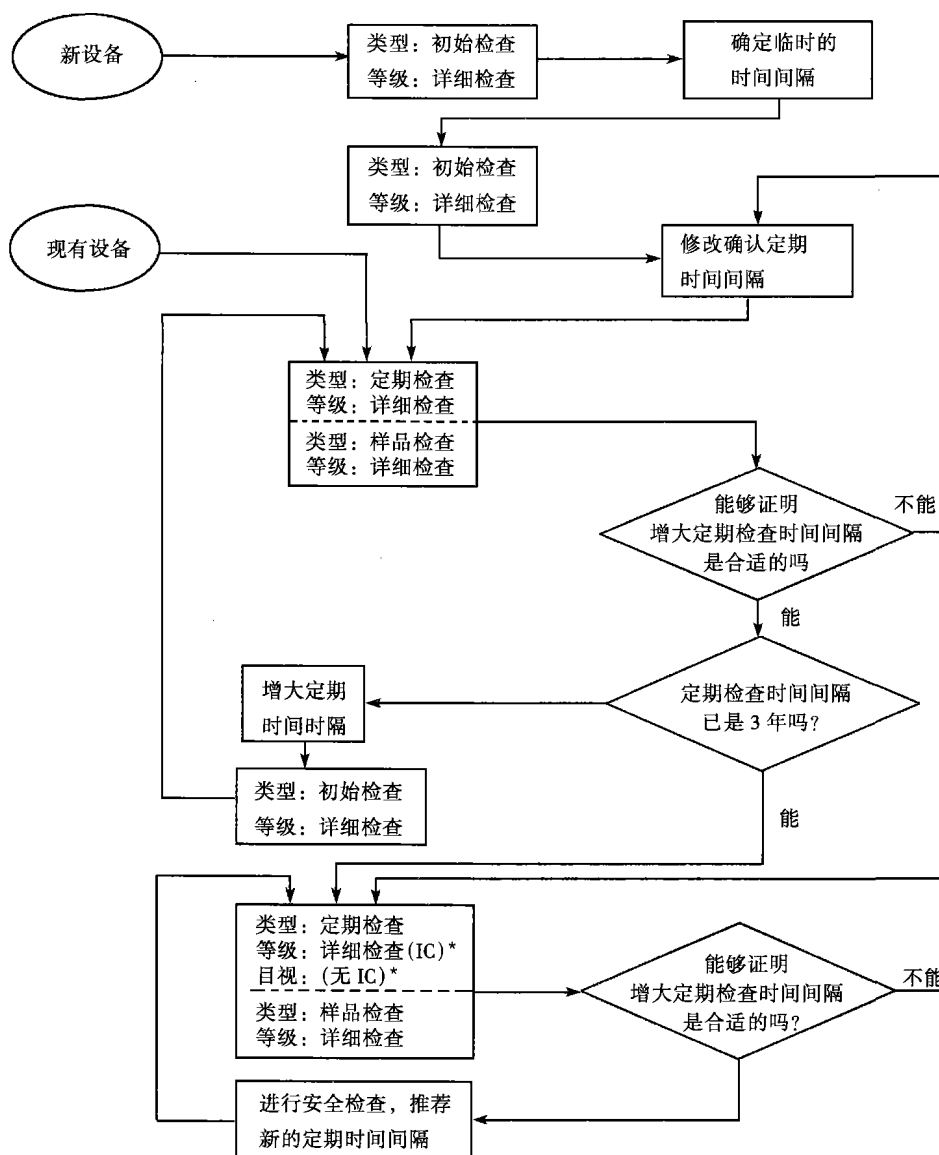 新设备
类型：初始检查
等级：详细检查
确定临时的
时间间隔
类型：初始检查
等级：详细检查
现有设备
修改确认定期
时间间隔
类型：定期检查
等级：详细检查
类型：样品检查
等级：详细检查
能够证明
增大定期检查时间间隔
是合适的吗
不能
能
增大定期
时间时隔
定期检查时间间隔
已是3年吗？
类型：初始检查
等级：详细检查
能
类型：定期检查
等级：详细检查(IC)*
目视：(无IC)*
类型：样品检查
等级：详细检查
能够证明
增大定期检查时间间隔
是合适的吗？
不能
进行安全检查，推荐
新的定期时间间隔